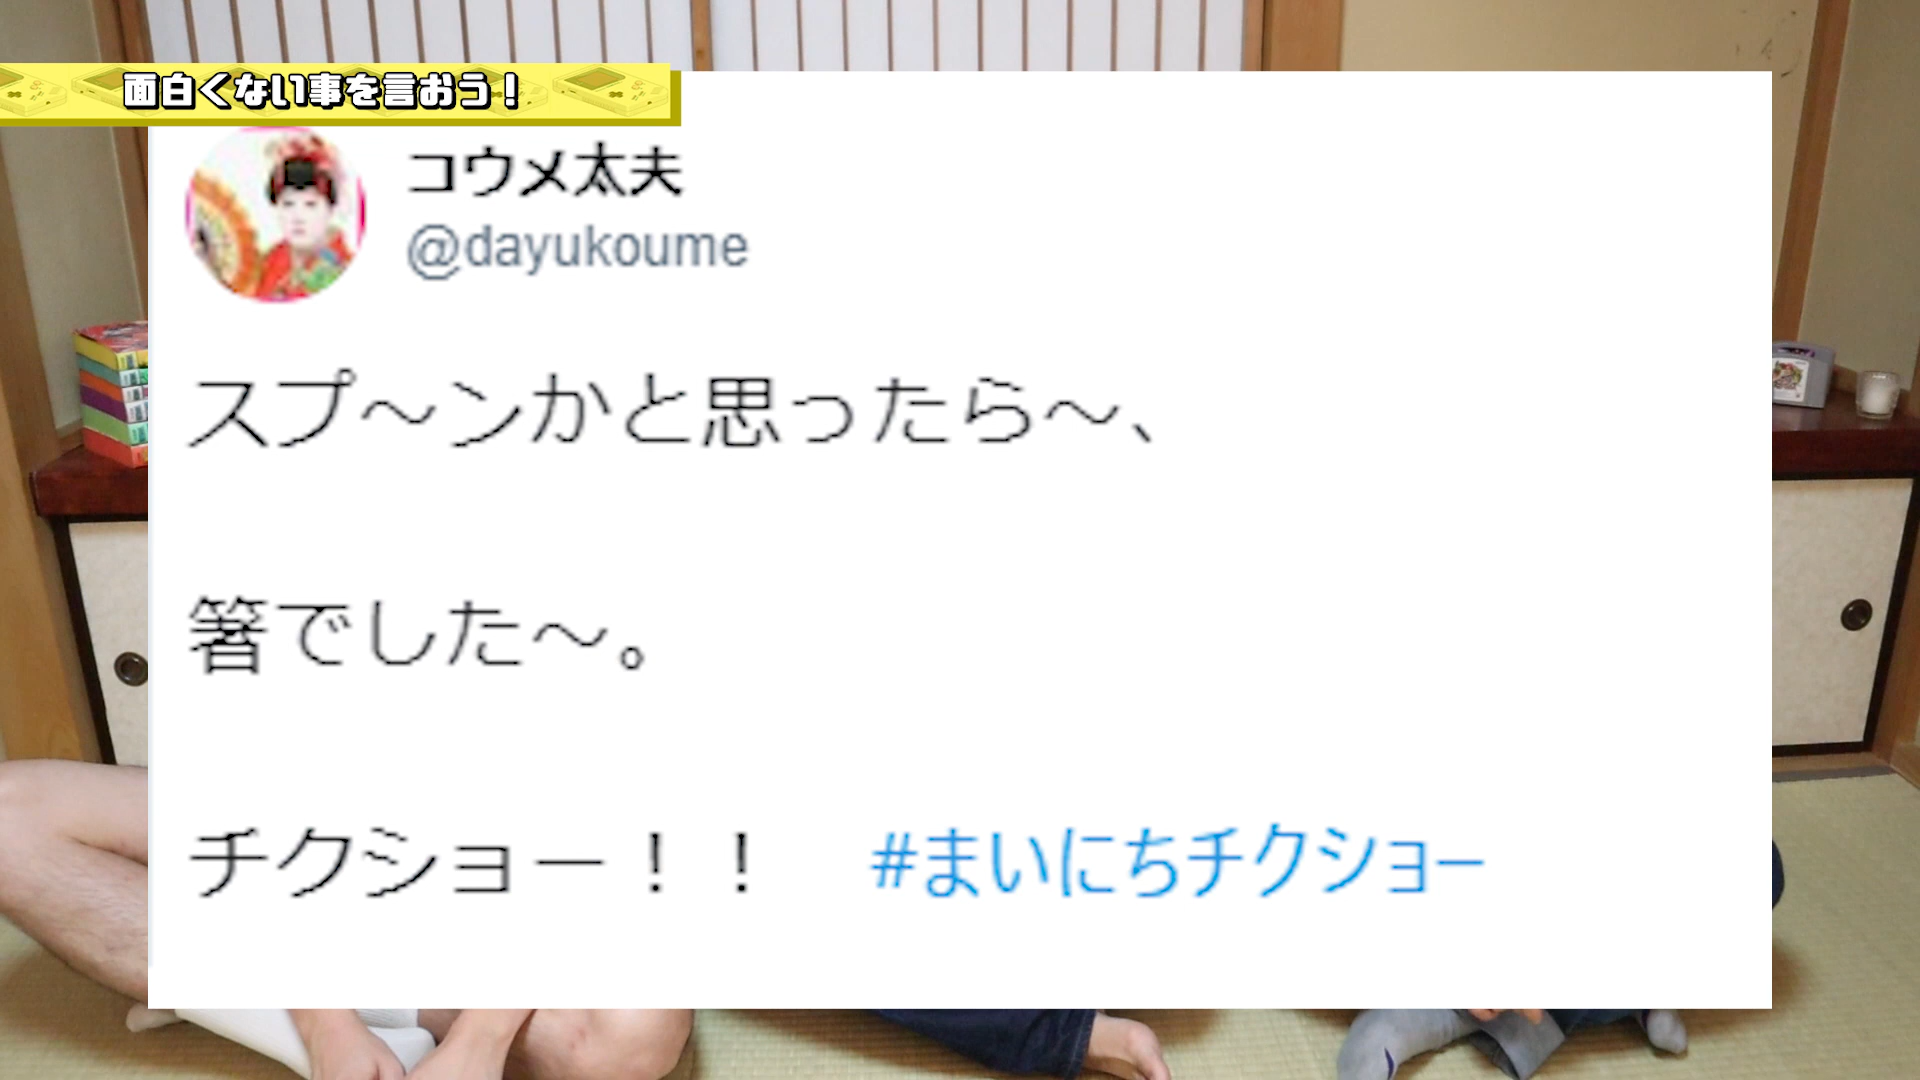 面白くない事を言おう！
コウメ太夫
@dayukoume
スプ〜ンかと思ったら〜、
箸でした〜。
チクショー！！　#まいにちチクショー